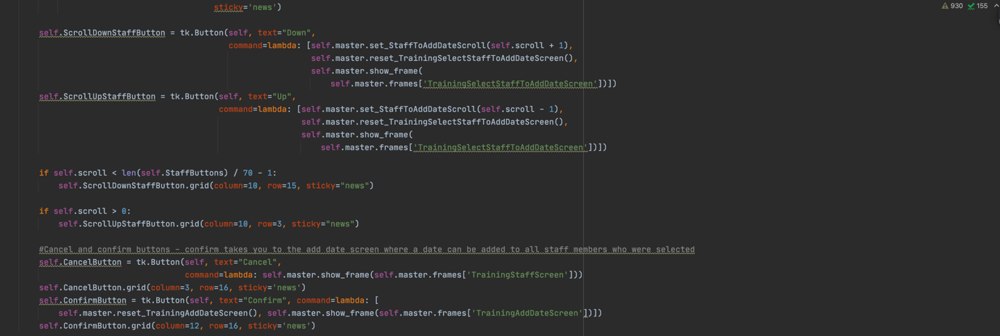 sticky='news')
930 155
self.ScrollDownStaffButton = tk.Button(self, text="Down",
command=lambda: [self.master.set_StaffToAddDateScroll(self.scroll + 1),
self.master.reset_TrainingSelectStaffToAddDateScreen(),
self.master.show_frame(
self.master.frames['TrainingSelectStaffToAddDateScreen'])])
self.ScrollUpStaffButton = tk.Button(self, text="Up",
command=lambda: [self.master.set_StaffToAddDateScroll(self.scroll - 1),
self.master.reset_TrainingSelectStaffToAddDateScreen(),
self.master.show_frame(
self.master.frames['TrainingSelectStaffToAddDateScreen'])])
if self.scroll < len(self.StaffButtons) / 70 - 1:
self.ScrollDownStaffButton.grid(column=10, row=15, sticky="news")
if self.scroll > 0:
self.ScrollUpStaffButton.grid(column=10, row=3, sticky="news")
#Cancel and confirm buttons - confirm takes you to the add date screen where a date can be added to all staff members who were selected
self.CancelButton = tk.Button(self, text="Cancel",
command=lambda: self.master.show_frame(self.master.frames['TrainingStaffScreen']))
self.CancelButton.grid(column=3, row=16, sticky='news')
self.ConfirmButton = tk.Button(self, text="Confirm", command=lambda: [
self.master.reset_TrainingAddDateScreen(), self.master.show_frame(self.master.frames['TrainingAddDateScreen'])])
self.ConfirmButton.grid(column=12, row=16, sticky='news')